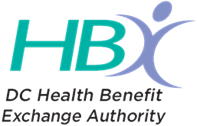 HBX
DC Health Benefit
Exchange Authority